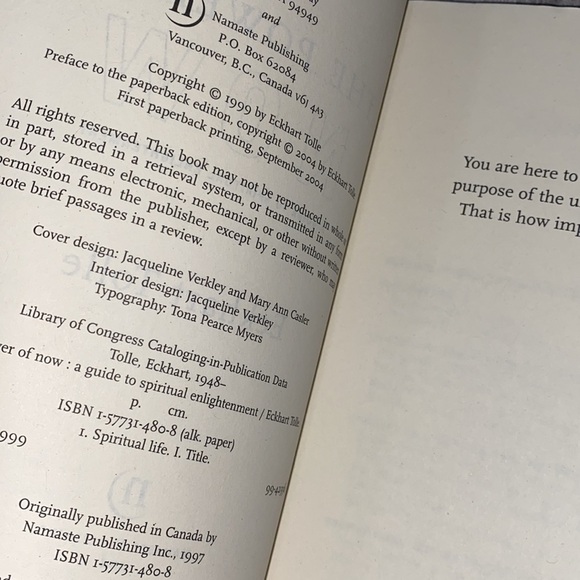 94949
and
n
Namaste Publishing
P.O. Box 62084
Vancouver, B.C., Canada v6j 4A3
Copyright © 1999 by Eckhart Tolle
Preface to the paperback edition, copyright © 2004 by Eckhart Tolle
First paperback printing, September 2004
All rights reserved. This book may not be reproduced in whole
in part, stored in a retrieval system, or transmitted in any form
or by any means electronic, mechanical, or other without
permission from the publisher, except by a reviewer, who
uote brief passages in a review.
Cover design: Jacqueline Verkley and Mary Ann Casler
Interior design: Jacqueline Verkley
Typography: Tona Pearce Myers
Library of Congress Cataloging-in-Publication Data
Tolle, Eckhart, 1948–
er of now : a guide to spiritual enlightenment / Eckhart Tolle
p. cm.
ISBN 1-57731-480-8 (alk. paper)
1. Spiritual life. I. Title.
999
Originally published in Canada by
Namaste Publishing Inc., 1997
ISBN 1-57731-480-8
You are here to
purpose of the u
That is how imp